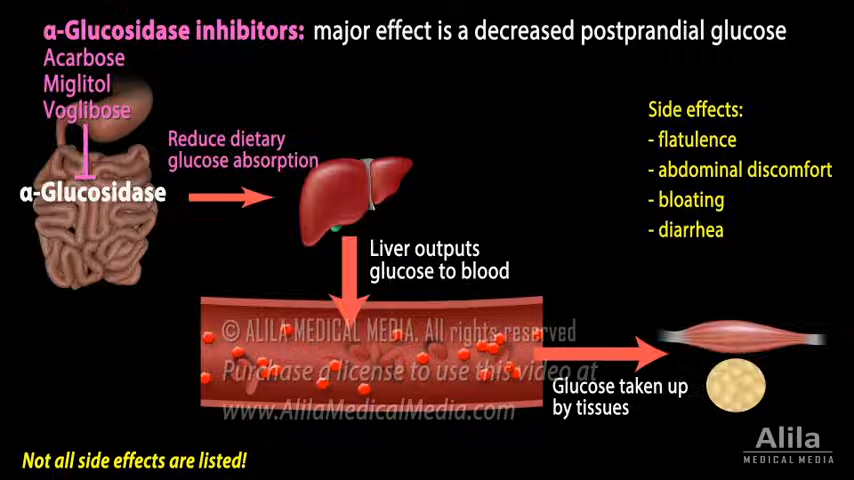 α-Glucosidase inhibitors: major effect is a decreased postprandial glucose
Acarbose
Miglitol
Voglibose
Reduce dietary
glucose absorption
α-Glucosidase
Side effects:
- flatulence
- abdominal discomfort
- bloating
- diarrhea
Liver outputs
glucose to blood
© ALILA MEDICAL MEDIA. All rights reserved
Purchase a license to use this video at
www.AlilaMedicalMedia.com
Glucose taken up
by tissues
Not all side effects are listed!
Alila
MEDICAL MEDIA